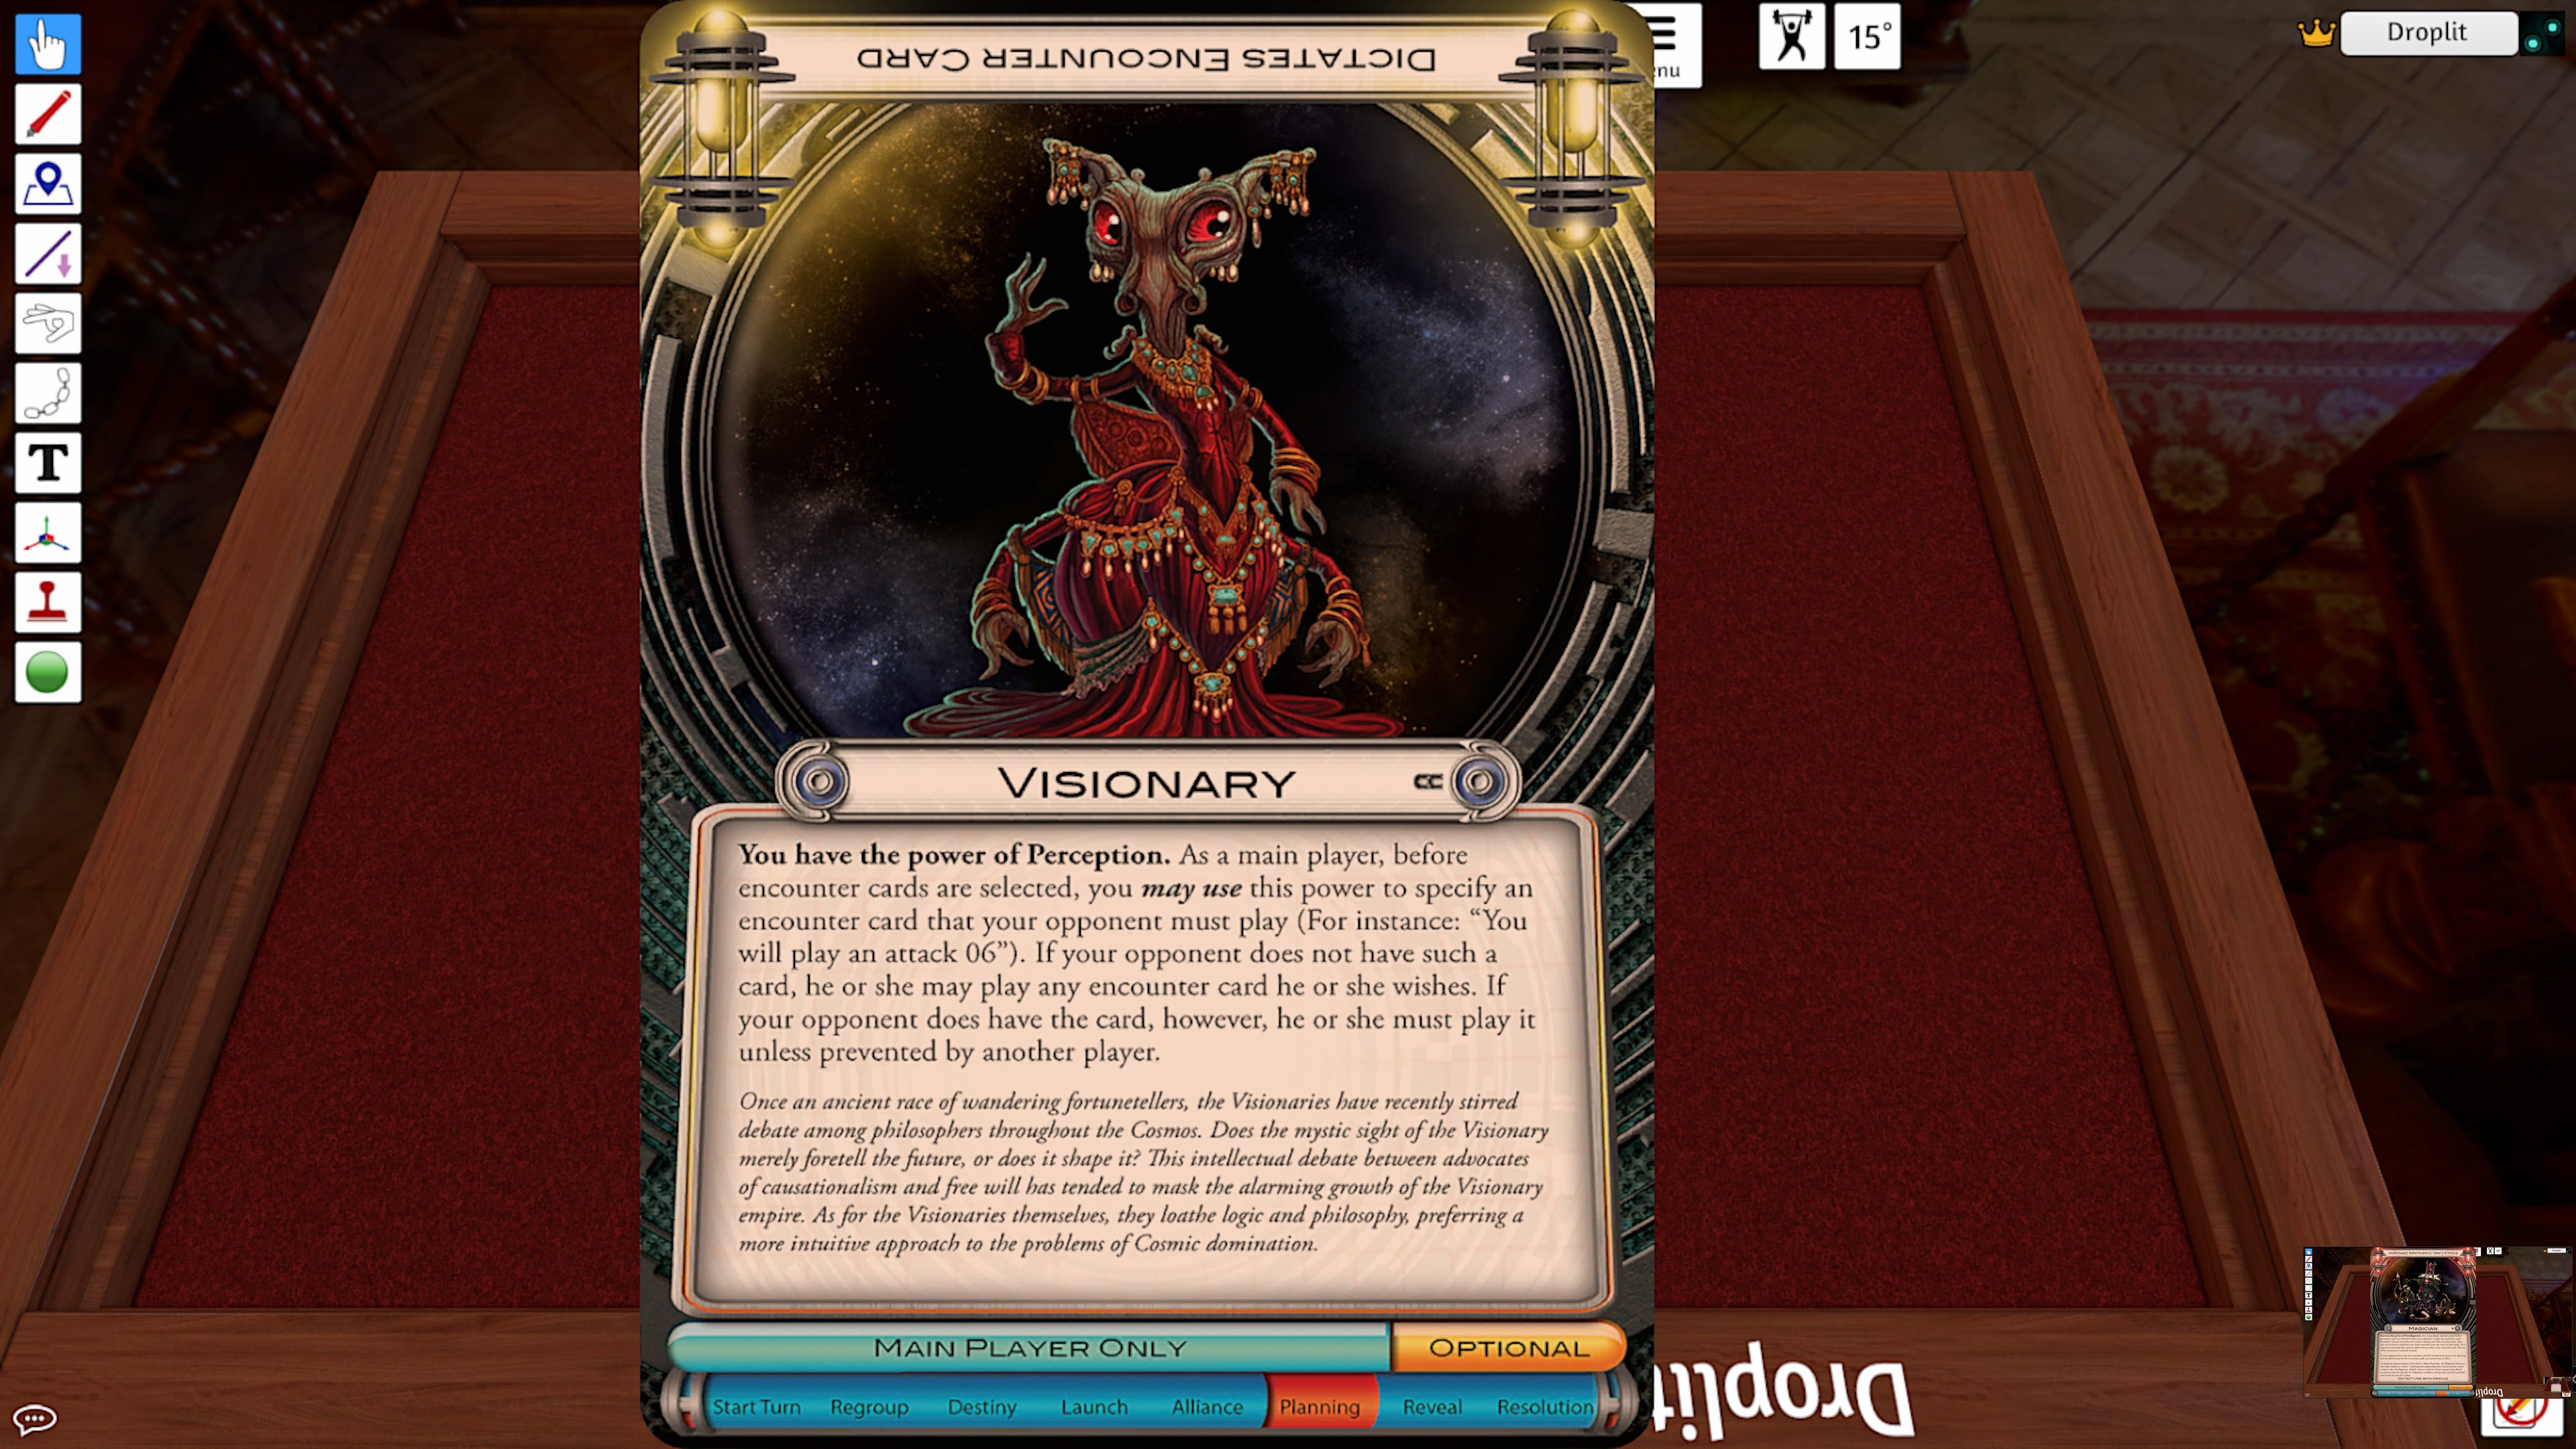 DICTATES ENCOUNTER CARD
nu
15°
Droplit
T
VISIONARY
CC
You have the power of Perception. As a main player, before
encounter cards are selected, you may use this power to specify an
encounter card that your opponent must play (For instance: “You
will play an attack 06”). If your opponent does not have such a
card, he or she may play any encounter card he or she wishes. If
your opponent does have the card, however, he or she must play it
unless prevented by another player.
Once an ancient race of wandering fortunetellers, the Visionaries have recently stirred
debate among philosophers throughout the Cosmos. Does the mystic sight of the Visionary
merely foretell the future, or does it shape it? This intellectual debate between advocates
of causationalism and free will has tended to mask the alarming growth of the Visionary
empire. As for the Visionaries themselves, they loathe logic and philosophy, preferring a
more intuitive approach to the problems of Cosmic domination.
MAIN PLAYER ONLY OPTIONAL
Start Turn Regroup Destiny Launch Alliance Planning Reveal Resolution
Droplit
MAGICIAN